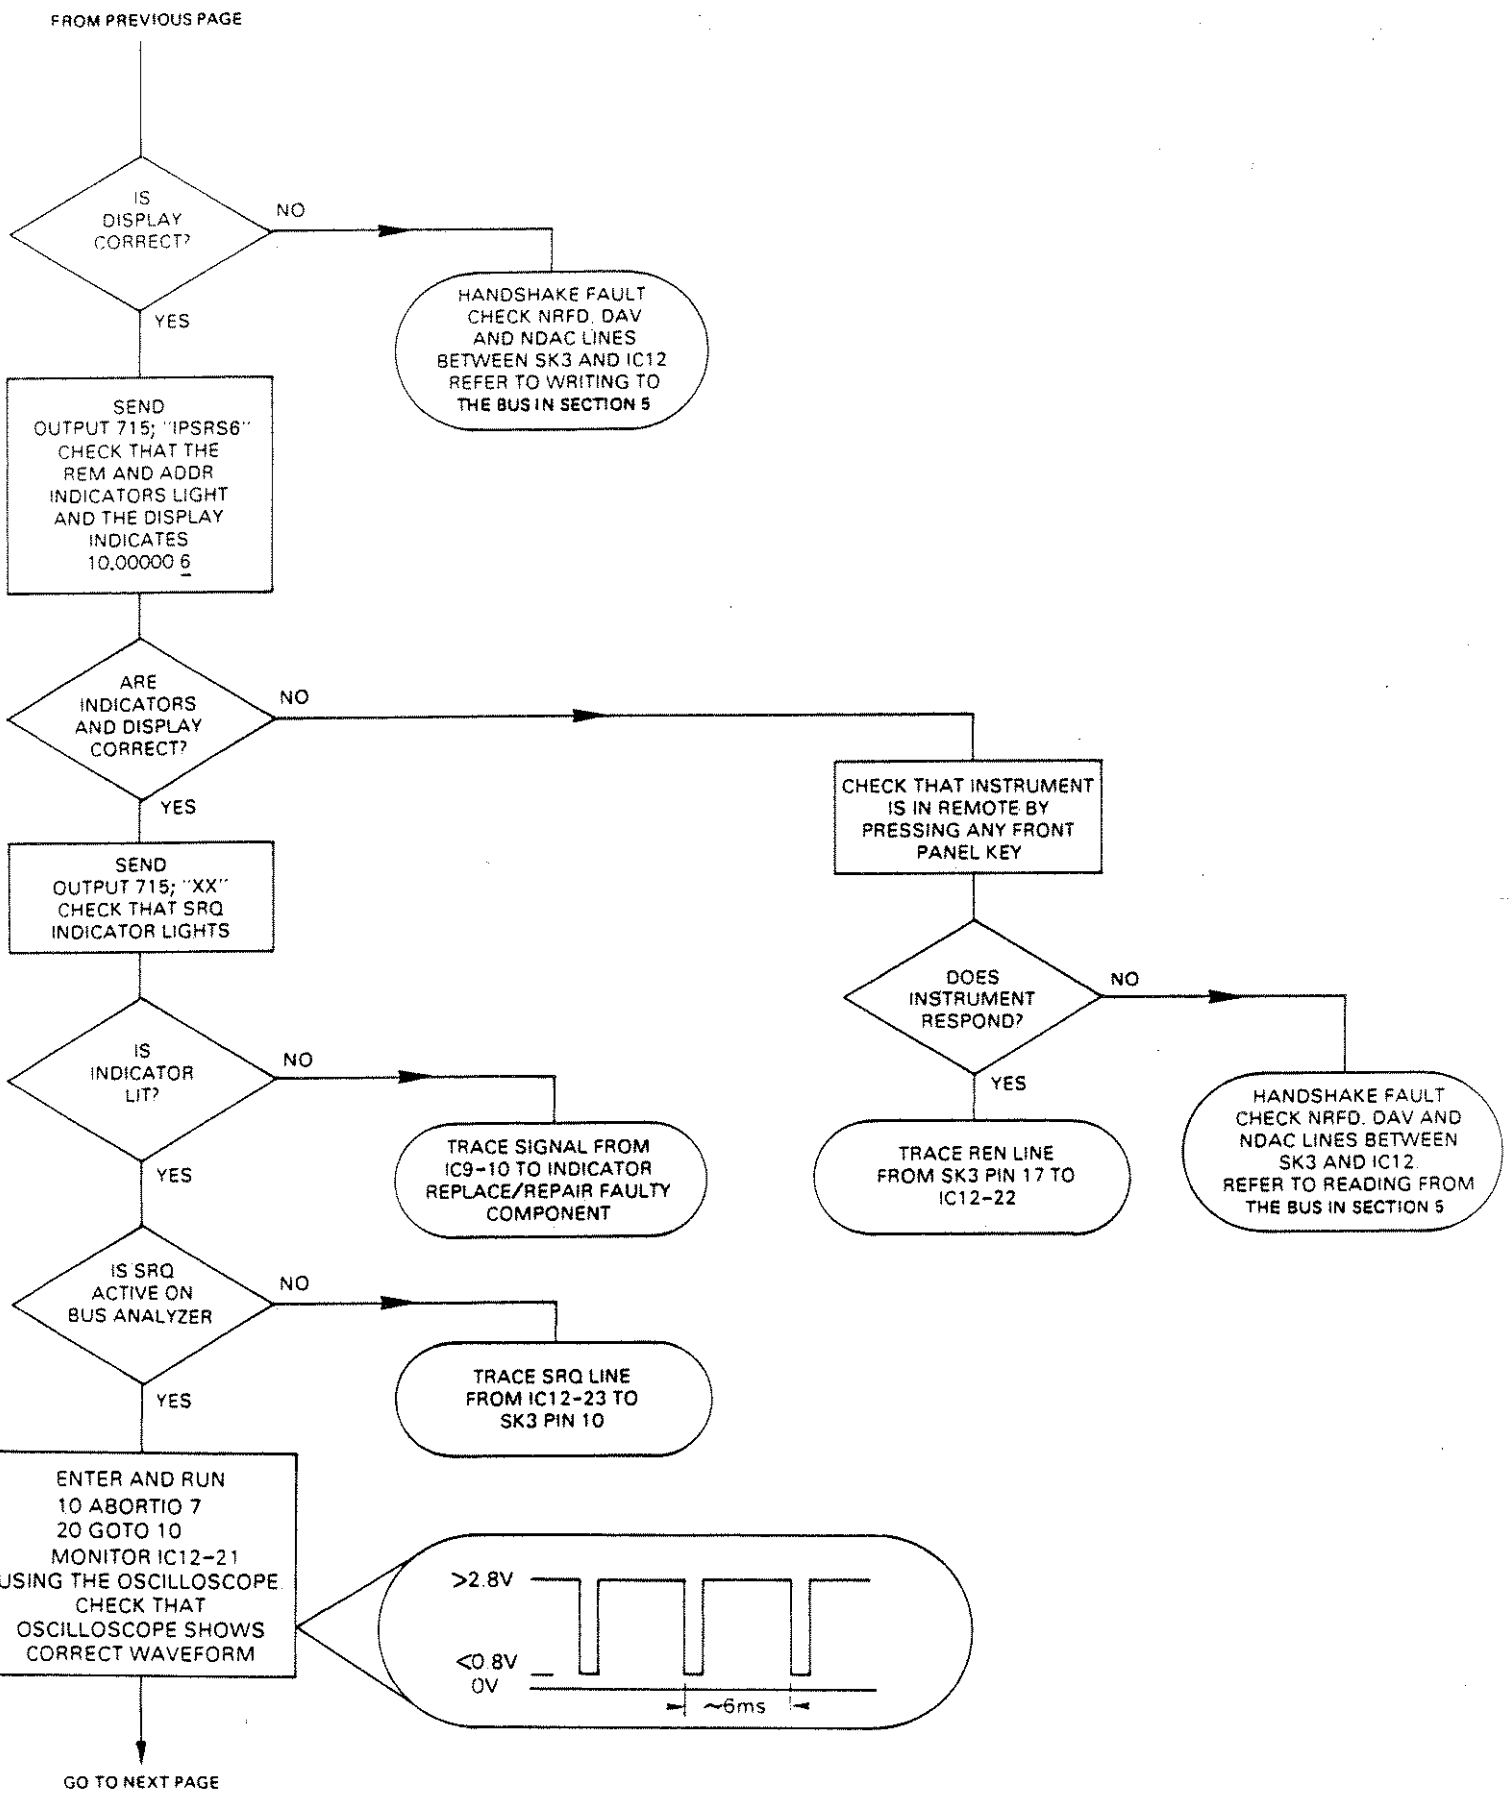 FROM PREVIOUS PAGE
IS
DISPLAY
CORRECT?
NO
YES
HANDSHAKE FAULT
CHECK NRFD, DAV
AND NDAC LINES
BETWEEN SK3 AND IC12
REFER TO WRITING TO
THE BUS IN SECTION 5
SEND
OUTPUT 715; "IPSRS6"
CHECK THAT THE
REM AND ADDR
INDICATORS LIGHT
AND THE DISPLAY
INDICATES
10.00000 6
ARE
INDICATORS
AND DISPLAY
CORRECT?
NO
YES
CHECK THAT INSTRUMENT
IS IN REMOTE BY
PRESSING ANY FRONT
PANEL KEY
SEND
OUTPUT 715; "XX"
CHECK THAT SRQ
INDICATOR LIGHTS
DOES
INSTRUMENT
RESPOND?
NO
YES
IS
INDICATOR
LIT?
NO
YES
TRACE SIGNAL FROM
IC9-10 TO INDICATOR
REPLACE/REPAIR FAULTY
COMPONENT
TRACE REN LINE
FROM SK3 PIN 17 TO
IC12-22
HANDSHAKE FAULT
CHECK NRFD. DAV AND
NDAC LINES BETWEEN
SK3 AND IC12.
REFER TO READING FROM
THE BUS IN SECTION 5
IS SRQ
ACTIVE ON
BUS ANALYZER
NO
YES
TRACE SRQ LINE
FROM IC12-23 TO
SK3 PIN 10
ENTER AND RUN
10 ABORTIO 7
20 GOTO 10
MONITOR IC12-21
USING THE OSCILLOSCOPE.
CHECK THAT
OSCILLOSCOPE SHOWS
CORRECT WAVEFORM
>2.8V
<0.8V
0V
~6ms
GO TO NEXT PAGE